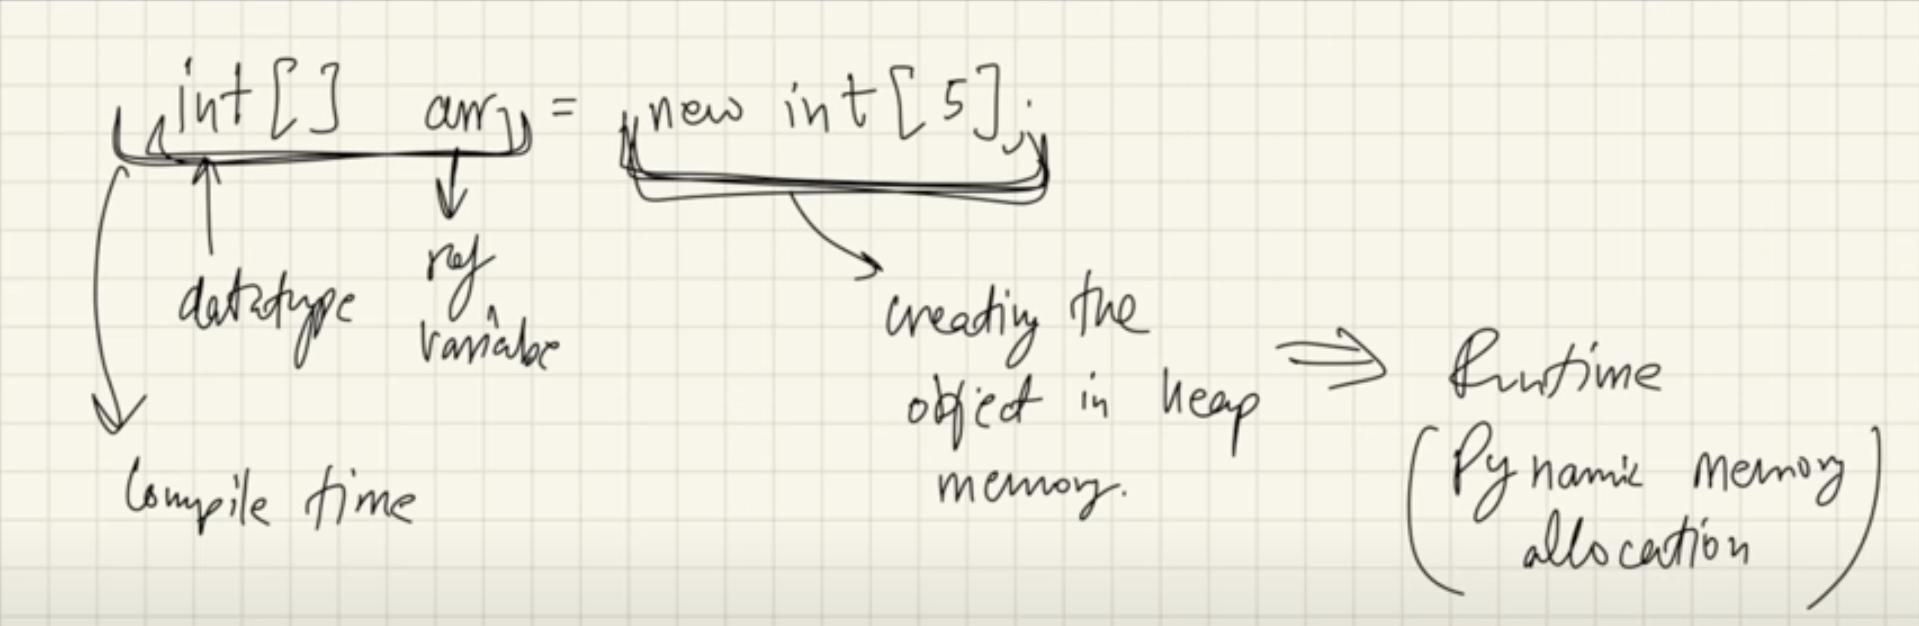 int[] arr = new int[5];
datatype
ref
variabe
Compile time
creating the
object in heap
memory.
Runtime
(Dynamic memory
allocation)